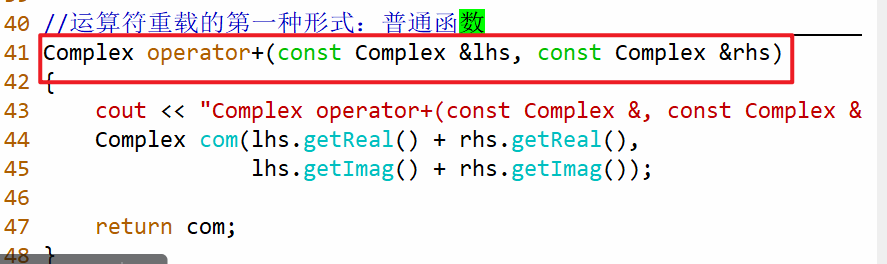 40 //运算符重载的第一种形式：普通函数
41 Complex operator+(const Complex &lhs, const Complex &rhs)
42 {
43     cout << "Complex operator+(const Complex &, const Complex &
44     Complex com(lhs.getReal() + rhs.getReal(),
45                 lhs.getImag() + rhs.getImag());
46
47     return com;
48 }